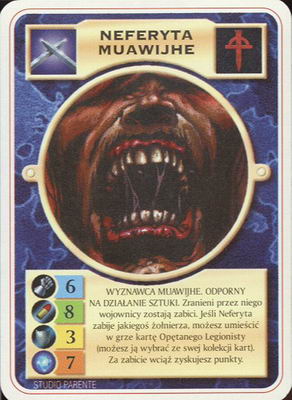 NEFERYTA
MUAWIJHE
6
8
3
7
WYZNAWCA MUAWIJHE. ODPORNY
NA DZIAŁANIE SZTUKI. Zranieni przez niego
wojownicy zostają zabici. Jeśli Neferyta
zabije jakiegoś żołnierza, możesz umieścić
w grze kartę Opętanego Legionisty
(możesz ją wybrać ze swej kolekcji kart).
Za zabicie wciąż zyskujesz punkty.
STUDIO PARENTE